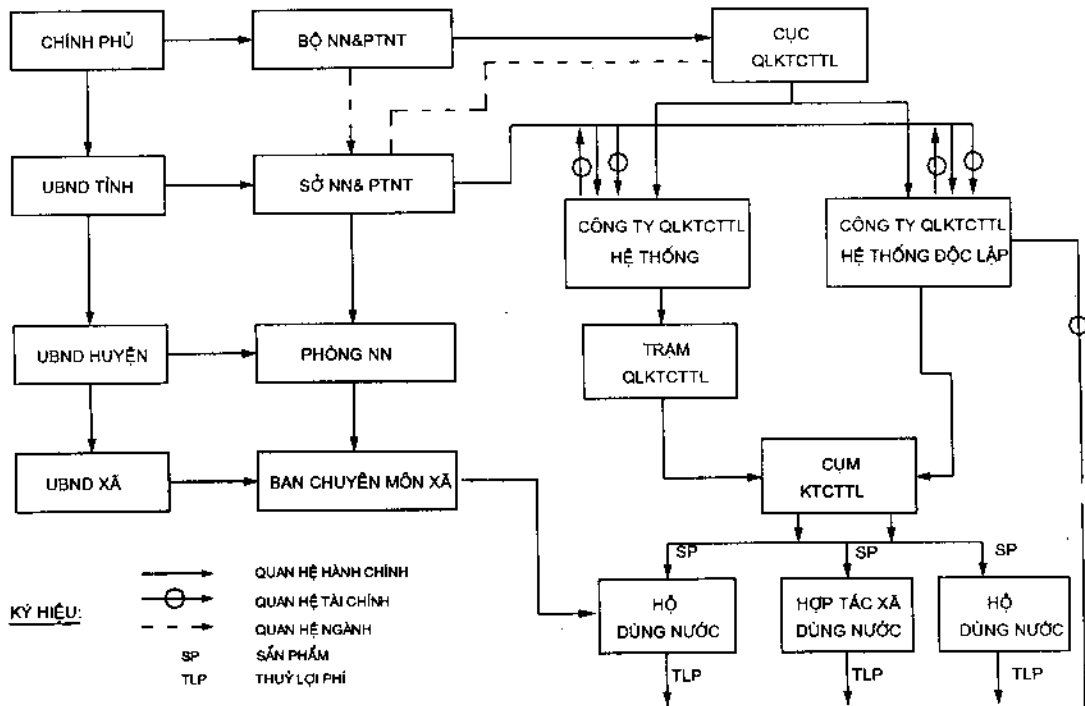 CHÍNH PHỦ
BỘ NN&PTNT
CỤC
QLKTCTTL
UBND TỈNH
SỞ NN& PTNT
CÔNG TY QLKTCTTL
HỆ THỐNG
CÔNG TY QLKTCTTL
HỆ THỐNG ĐỘC LẬP
UBND HUYỆN
PHÒNG NN
TRẠM
QLKTCTTL
UBND XÃ
BAN CHUYÊN MÔN XÃ
CỤM
KTCTTL
SP
SP
SP
HỘ
DÙNG NƯỚC
HỢP TÁC XÃ
DÙNG NƯỚC
HỘ
DÙNG NƯỚC
TLP
TLP
TLP
KÝ HIỆU:
QUAN HỆ HÀNH CHÍNH
QUAN HỆ TÀI CHÍNH
QUAN HỆ NGÀNH
SP SẢN PHẨM
TLP THUỶ LỢI PHÍ